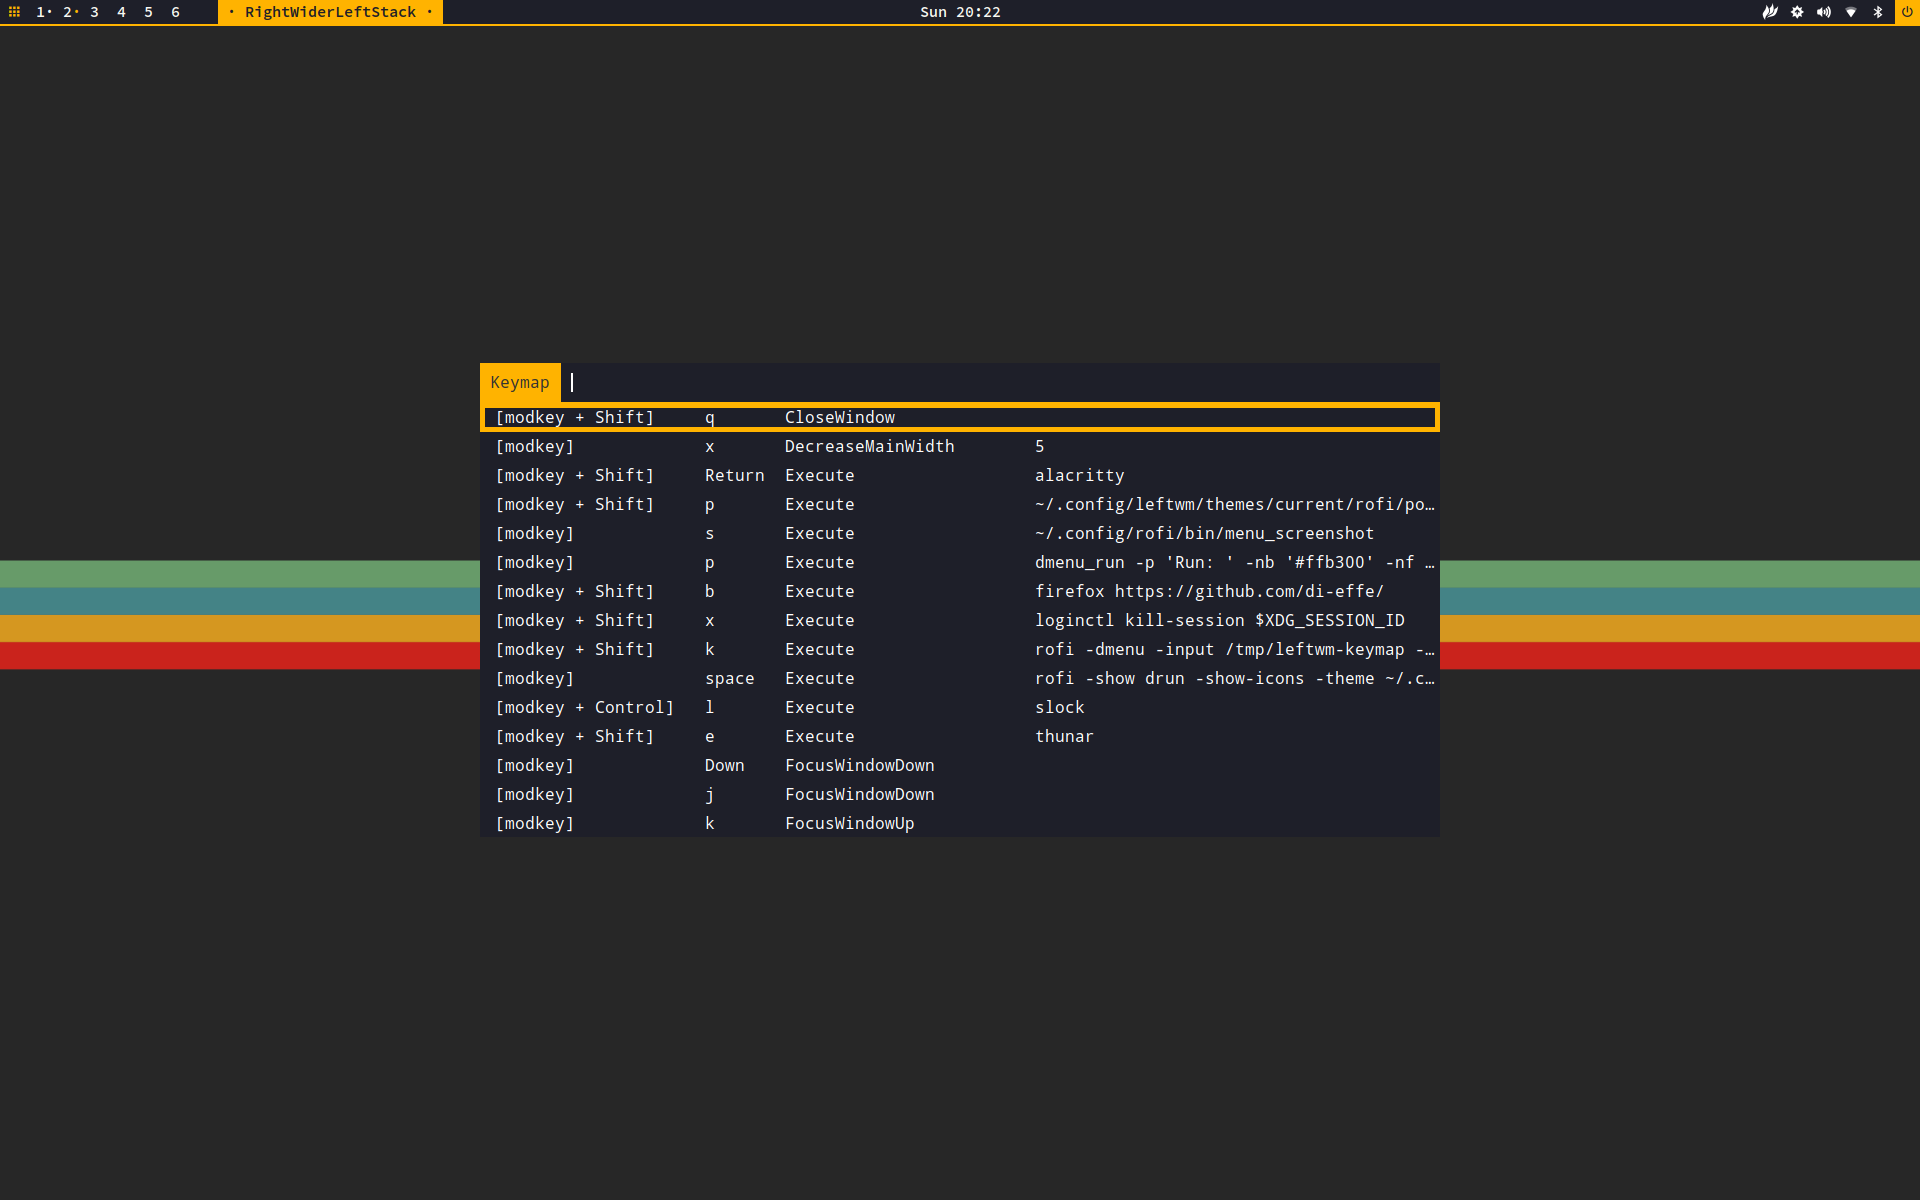 1· 2· 3 4 5 6 · RightWiderLeftStack · Sun 20:22
Keymap
[modkey + Shift] q CloseWindow
[modkey] x DecreaseMainWidth 5
[modkey + Shift] Return Execute alacritty
[modkey + Shift] p Execute ~/.config/leftwm/themes/current/rofi/po…
[modkey] s Execute ~/.config/rofi/bin/menu_screenshot
[modkey] p Execute dmenu_run -p 'Run: ' -nb '#ffb300' -nf …
[modkey + Shift] b Execute firefox https://github.com/di-effe/
[modkey + Shift] x Execute loginctl kill-session $XDG_SESSION_ID
[modkey + Shift] k Execute rofi -dmenu -input /tmp/leftwm-keymap -…
[modkey] space Execute rofi -show drun -show-icons -theme ~/.c…
[modkey + Control] l Execute slock
[modkey + Shift] e Execute thunar
[modkey] Down FocusWindowDown
[modkey] j FocusWindowDown
[modkey] k FocusWindowUp